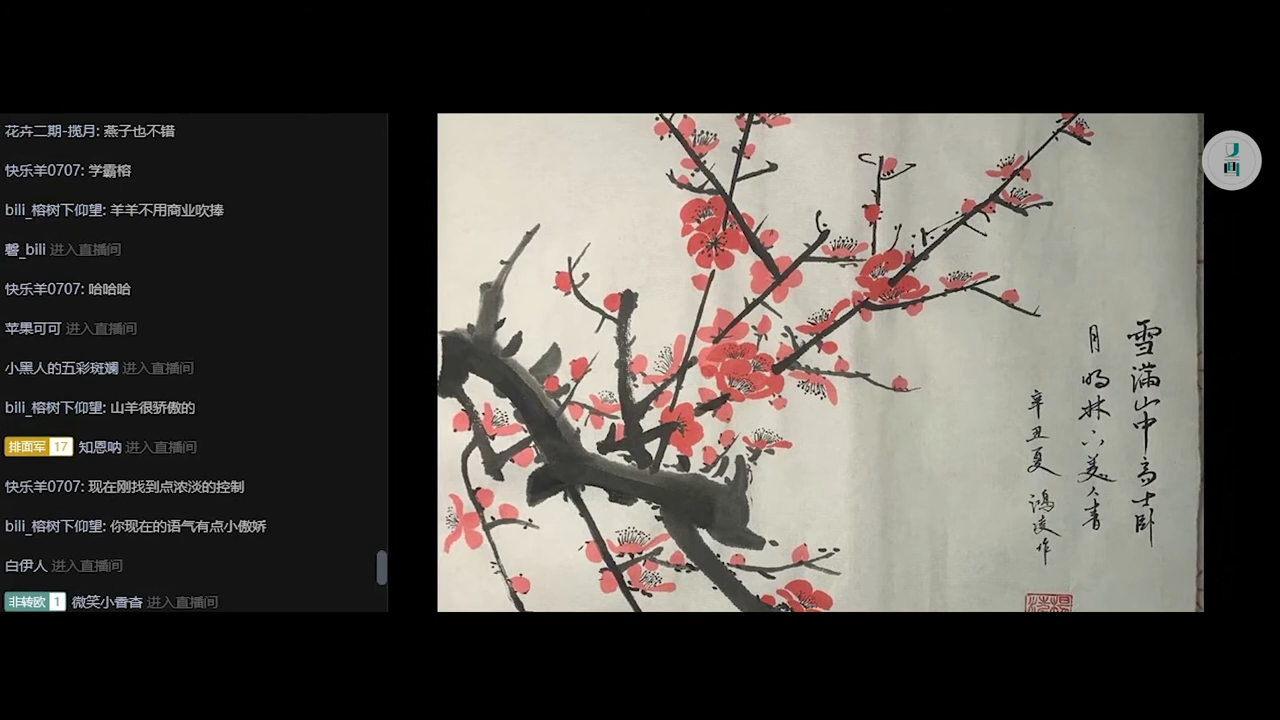 花卉二期-揽月: 燕子也不错
快乐羊0707: 学霸榕
bili_榕树下仰望: 羊羊不用商业吹捧
罄_bili 进入直播间
快乐羊0707: 哈哈哈
苹果可可 进入直播间
小黑人的五彩斑斓 进入直播间
bili_榕树下仰望: 山羊很骄傲的
排面军 17 知恩呐 进入直播间
快乐羊0707: 现在刚找到点浓淡的控制
bili_榕树下仰望: 你现在的语气有点小傲娇
白伊人 进入直播间
非转欧 1 微笑小香杳 进入直播间
雪满山中高士卧
月明林下美人来
辛丑夏 鴻凌作